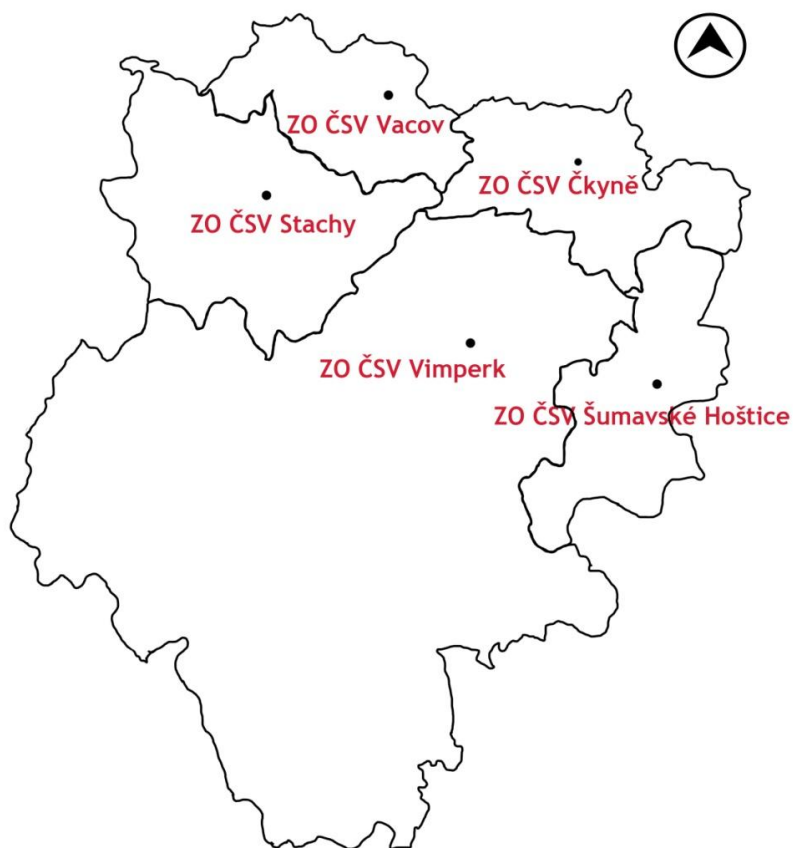 ZO ČSV Vacov
ZO ČSV Čkyně
ZO ČSV Stachy
ZO ČSV Vimperk
ZO ČSV Šumavské Hoštice